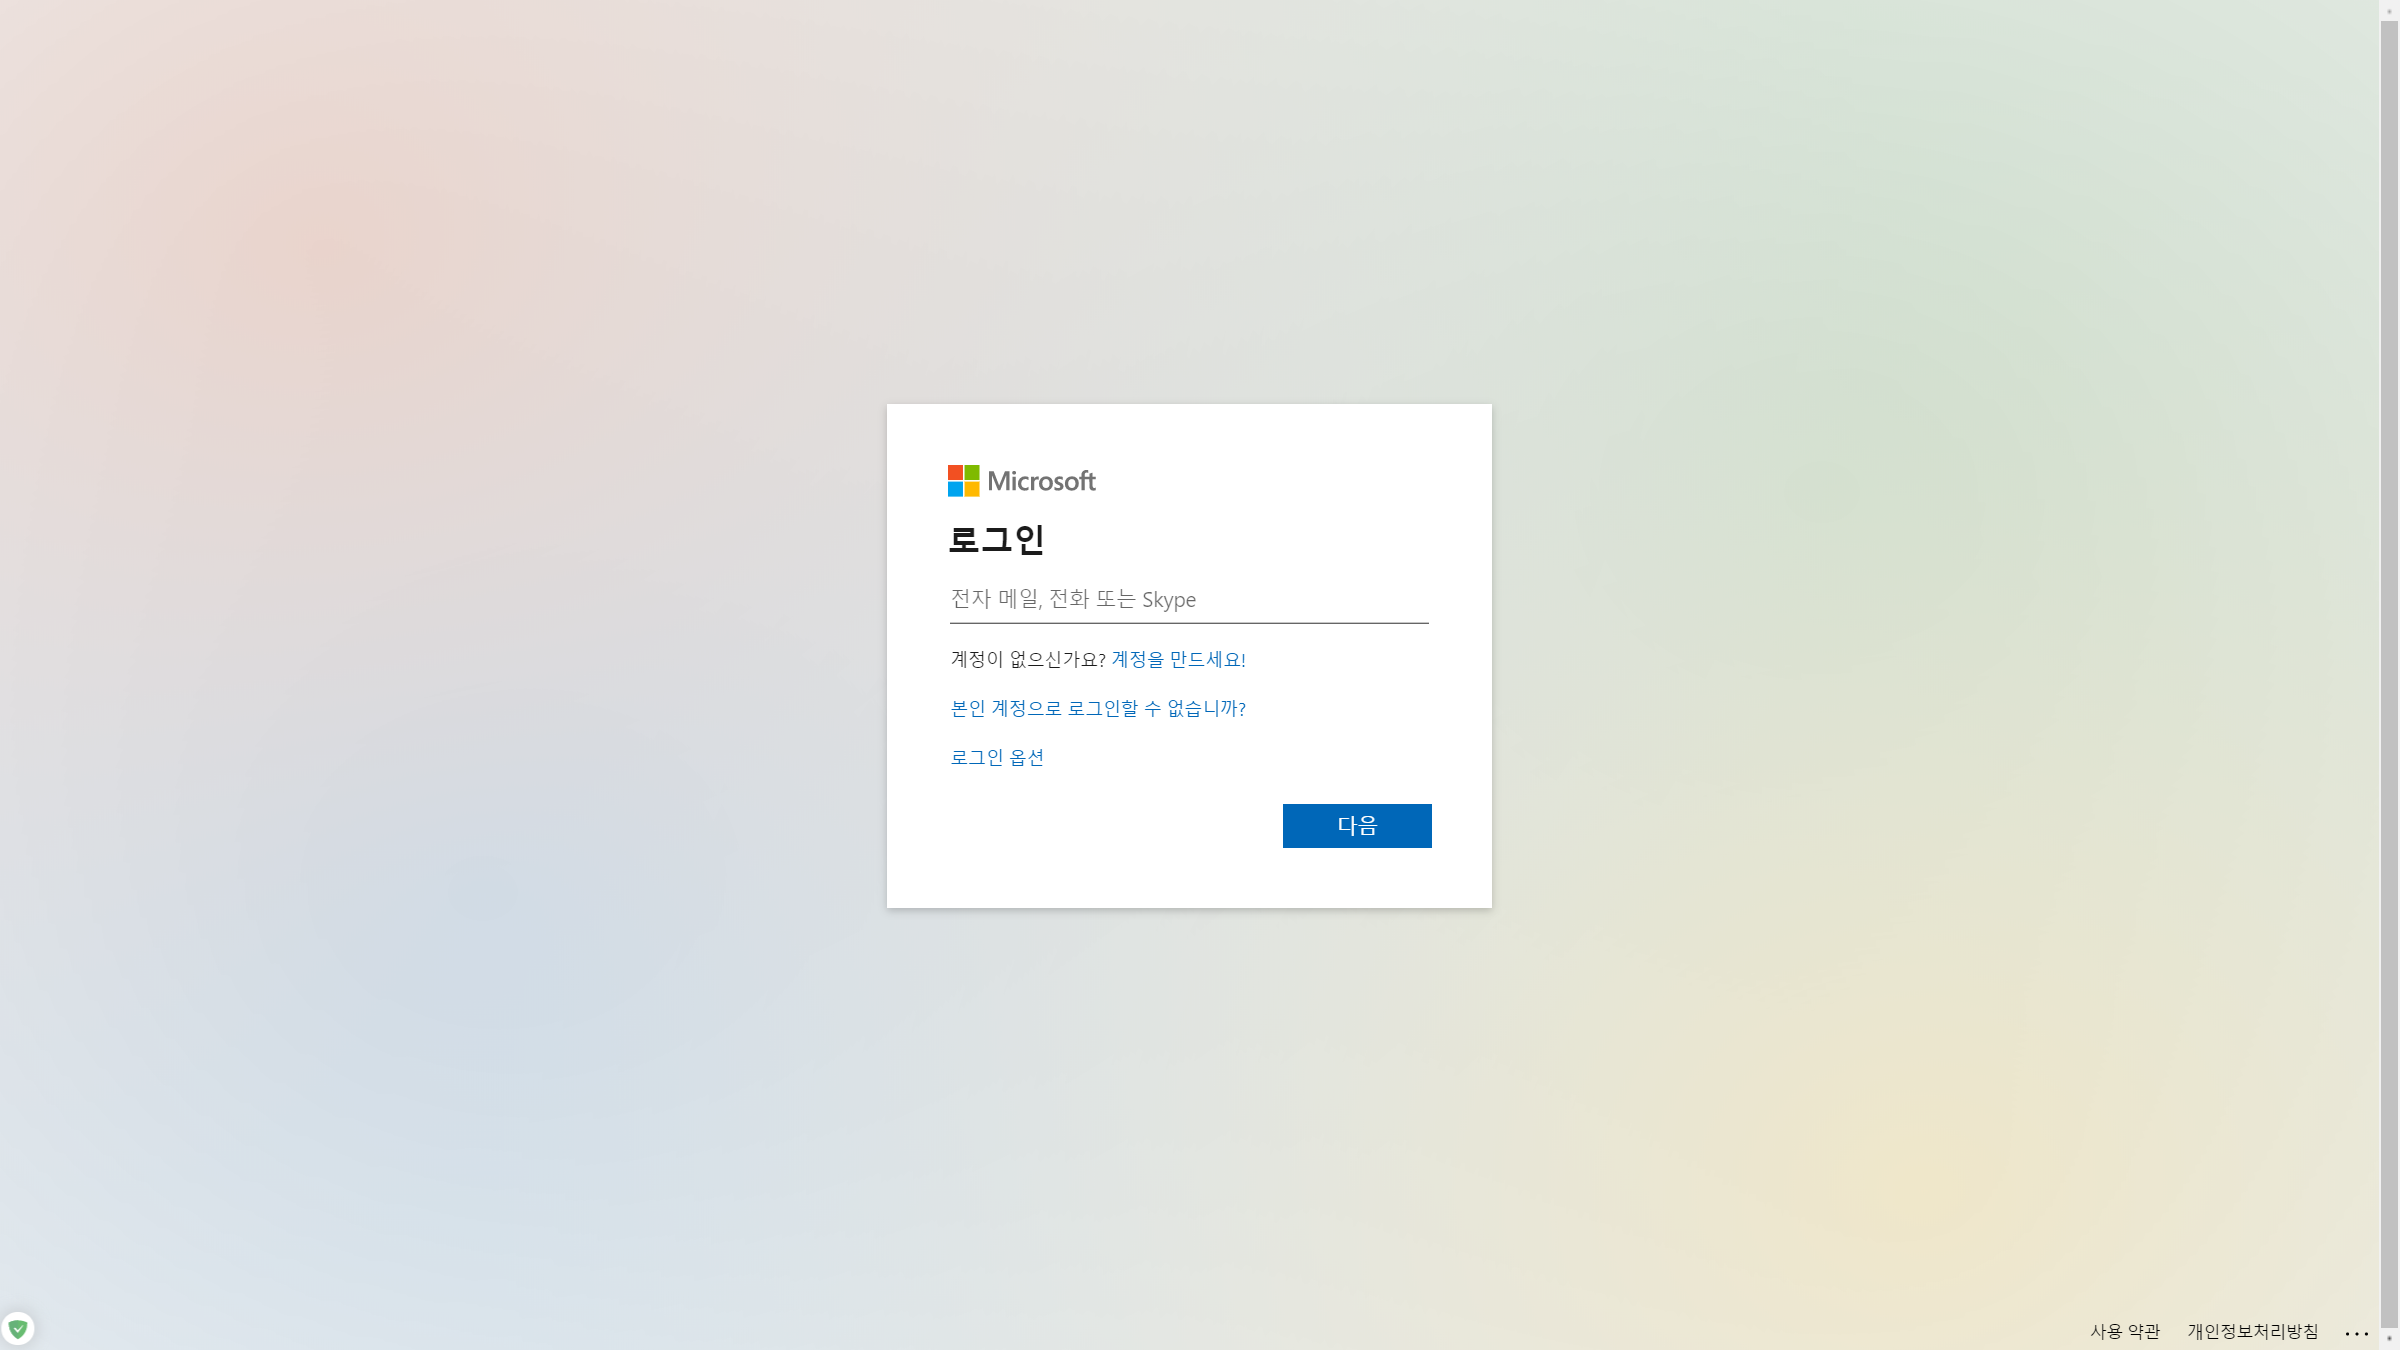 Microsoft
로그인
전자 메일, 전화 또는 Skype
계정이 없으신가요? 계정을 만드세요!
본인 계정으로 로그인할 수 없습니까?
로그인 옵션
다음
사용 약관 개인정보처리방침 ...